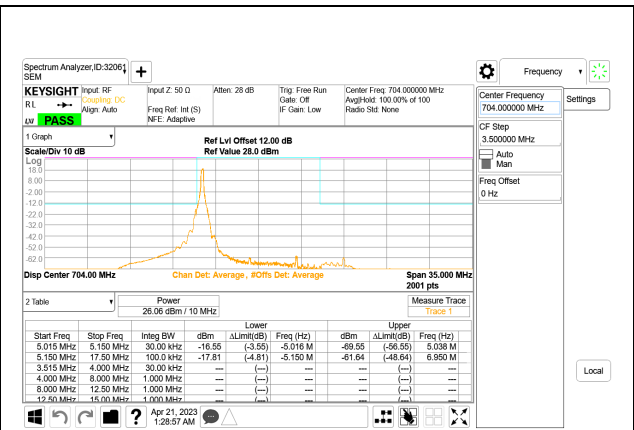 Spectrum Analyzer,ID:32061
SEM
Frequency
KEYSIGHT
RL
Align: Auto
LXI PASS
Input: RF
Coupling: DC
Input Z: 50 Ω
Freq Ref: Int (S)
NFE: Adaptive
Atten: 28 dB
Trig: Free Run
Gate: Off
IF Gain: Low
Center Freq: 704.000000 MHz
Avg|Hold: 100.00% of 100
Radio Std: None
Center Frequency
704.000000 MHz
Settings
CF Step
3.500000 MHz
Auto
Man
Freq Offset
0 Hz
1 Graph
Scale/Div 10 dB
Ref Lvl Offset 12.00 dB
Ref Value 28.0 dBm
Log
18.0
8.00
-2.00
-12.0
-22.0
-32.0
-42.0
-52.0
-62.0
Disp Center 704.00 MHz
Chan Det: Average , #Offs Det: Average
Span 35.000 MHz
2001 pts
2 Table
Power
26.06 dBm / 10 MHz
Measure Trace
Trace 1
Lower Upper
Start Freq Stop Freq Integ BW dBm ΔLimit(dB) Freq (Hz) dBm ΔLimit(dB) Freq (Hz)
5.015 MHz 5.150 MHz 30.00 kHz -16.55 (-3.55) -5.016 M -69.55 (-56.55) 5.038 M
5.150 MHz 17.50 MHz 100.0 kHz -17.81 (-4.81) -5.150 M -61.64 (-48.64) 6.950 M
3.515 MHz 4.000 MHz 30.00 kHz --- (---) --- --- (---) ---
4.000 MHz 8.000 MHz 1.000 MHz --- (---) --- --- (---) ---
8.000 MHz 12.50 MHz 1.000 MHz --- (---) --- --- (---) ---
12.50 MHz 15.00 MHz 1.000 MHz --- (---) --- --- (---) ---
Local
?
Apr 21, 2023
1:28:57 AM